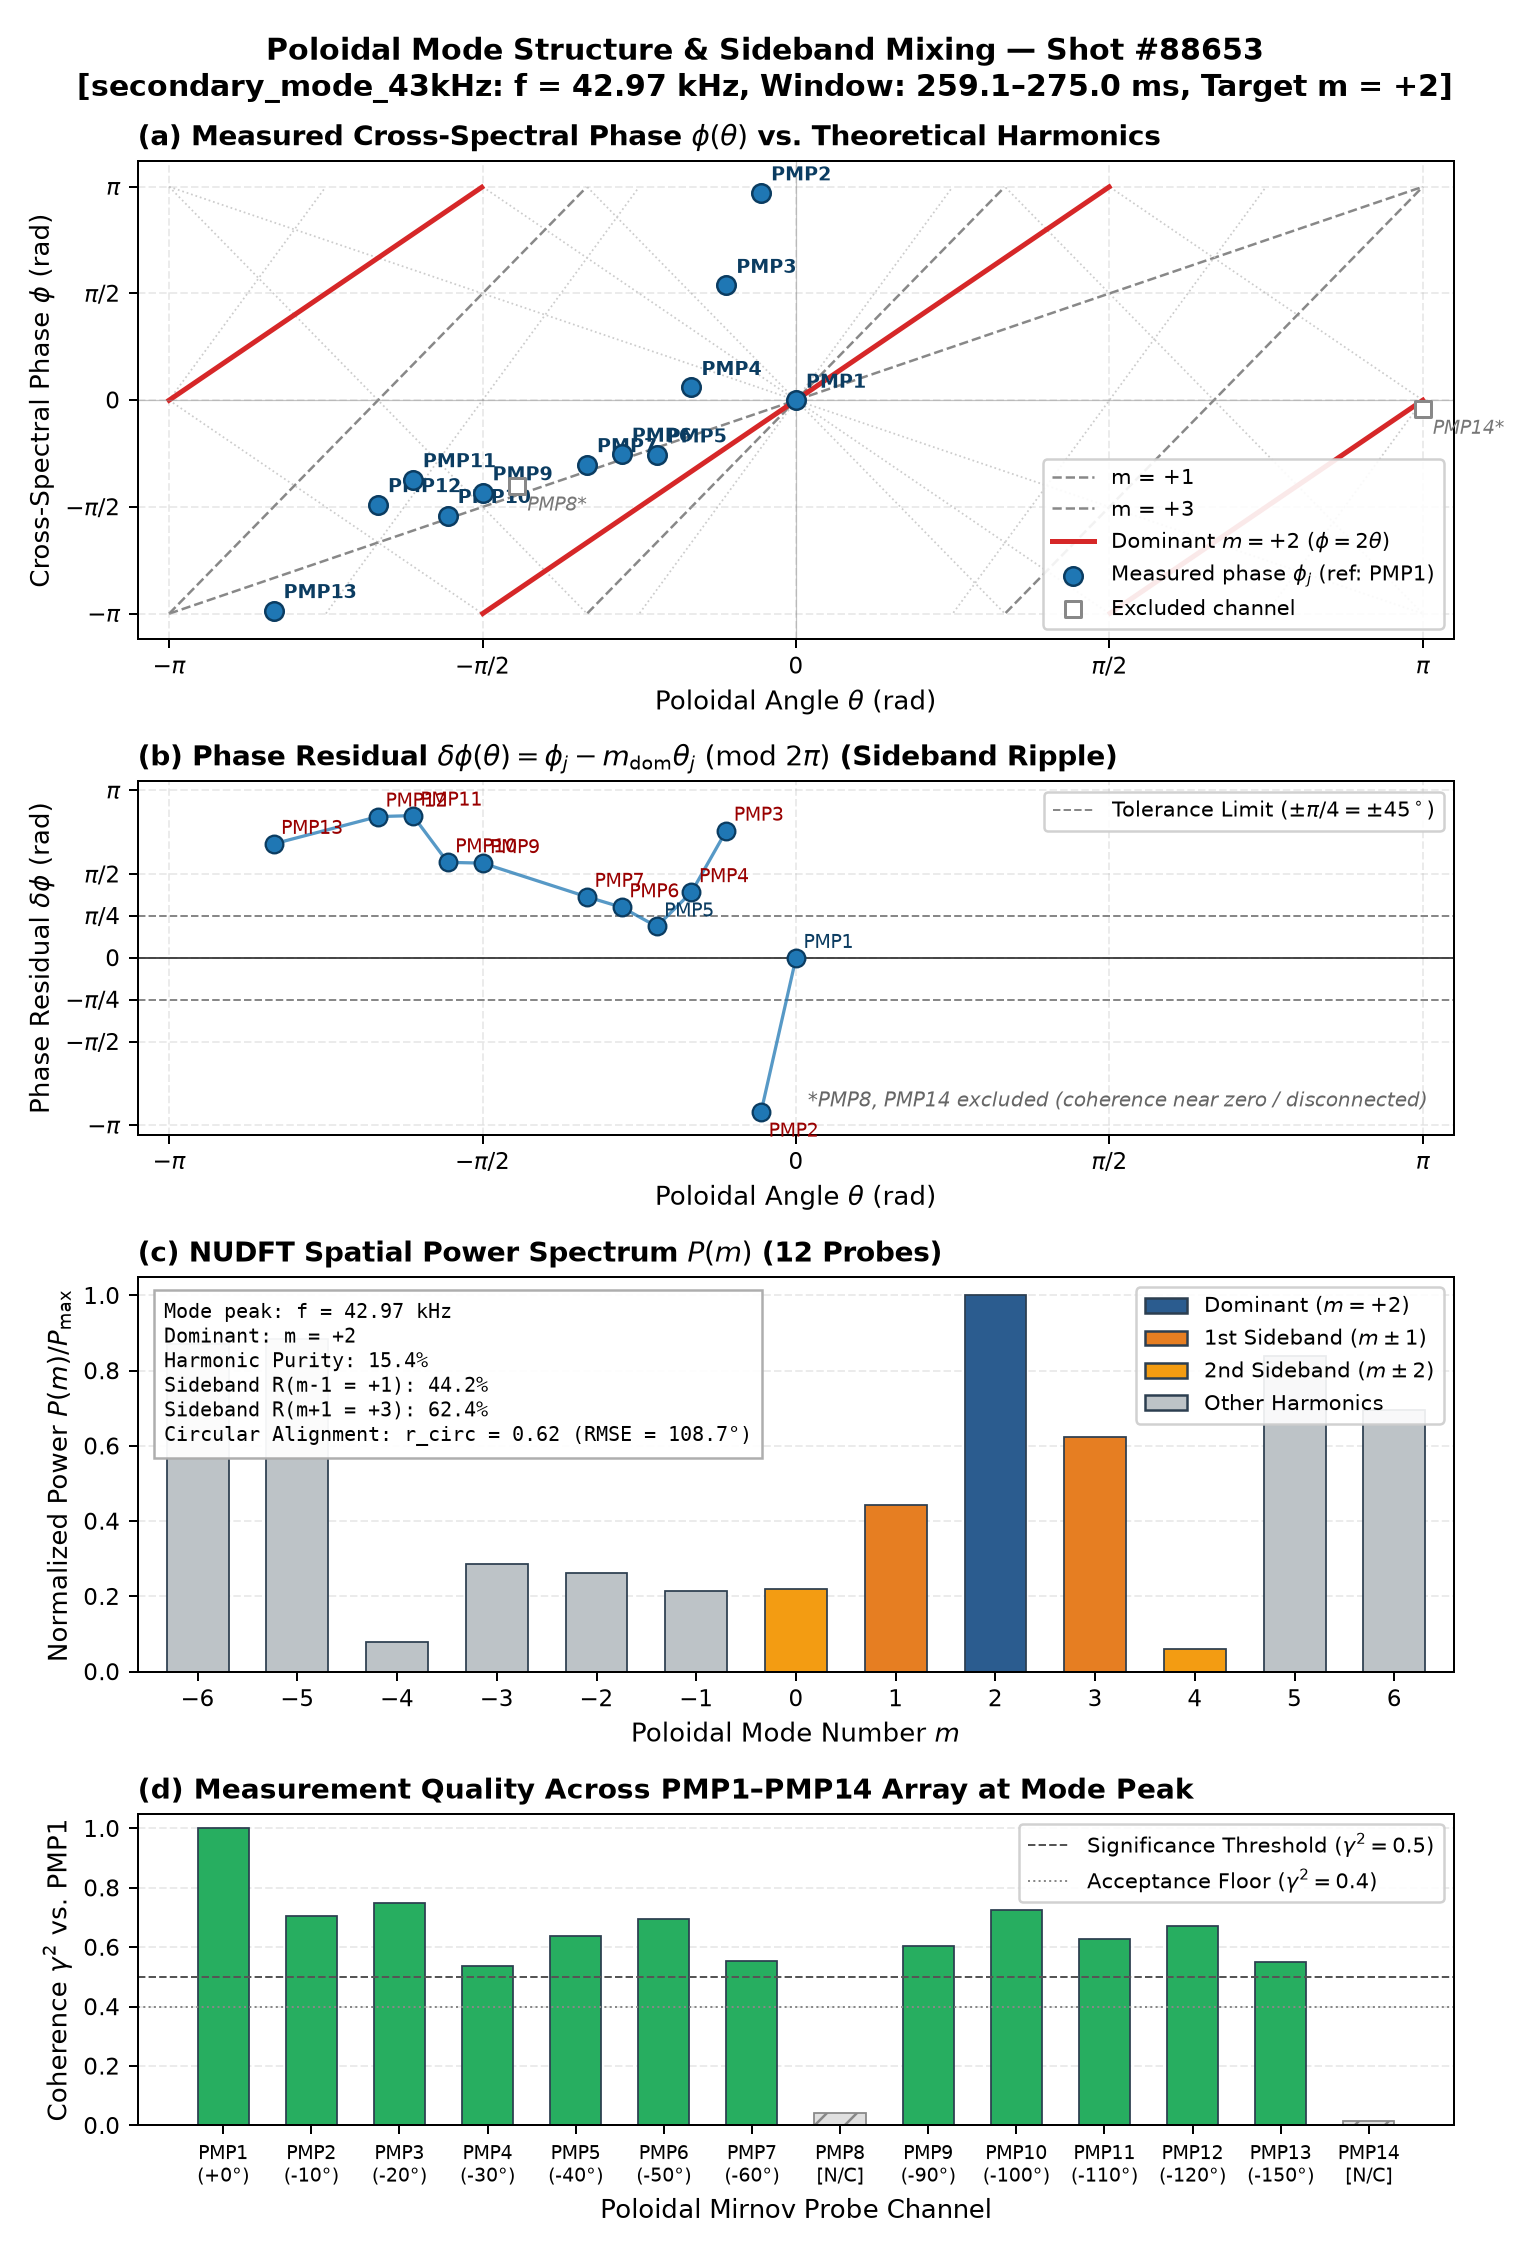 Poloidal Mode Structure & Sideband Mixing — Shot #88653
[secondary_mode_43kHz: f = 42.97 kHz, Window: 259.1–275.0 ms, Target m = +2]
(a) Measured Cross-Spectral Phase ϕ(θ) vs. Theoretical Harmonics
Cross-Spectral Phase ϕ (rad)
π
π/2
0
−π/2
−π
PMP2
PMP3
PMP4
PMP1
PMP6
PMP5
PMP7
PMP11
PMP9
PMP12
PMP10
PMP8*
PMP13
PMP14*
m = +1
m = +3
Dominant m = +2 (ϕ = 2θ)
Measured phase ϕj (ref: PMP1)
Excluded channel
−π
−π/2
0
π/2
π
Poloidal Angle θ (rad)
(b) Phase Residual δϕ(θ) = ϕj − mdomθj (mod 2π) (Sideband Ripple)
Phase Residual δϕ (rad)
π
π/2
π/4
0
−π/4
−π/2
−π
PMP12
PMP11
PMP13
PMP3
PMP10
PMP9
PMP7
PMP4
PMP6
PMP5
PMP1
PMP2
Tolerance Limit (±π/4 = ±45°)
*PMP8, PMP14 excluded (coherence near zero / disconnected)
−π
−π/2
0
π/2
π
Poloidal Angle θ (rad)
(c) NUDFT Spatial Power Spectrum P(m) (12 Probes)
Normalized Power P(m)/Pmax
1.0
0.8
0.6
0.4
0.2
0.0
Mode peak: f = 42.97 kHz
Dominant: m = +2
Harmonic Purity: 15.4%
Sideband R(m-1 = +1): 44.2%
Sideband R(m+1 = +3): 62.4%
Circular Alignment: r_circ = 0.62 (RMSE = 108.7°)
Dominant (m = +2)
1st Sideband (m ± 1)
2nd Sideband (m ± 2)
Other Harmonics
−6
−5
−4
−3
−2
−1
0
1
2
3
4
5
6
Poloidal Mode Number m
(d) Measurement Quality Across PMP1–PMP14 Array at Mode Peak
Coherence γ² vs. PMP1
1.0
0.8
0.6
0.4
0.2
0.0
Significance Threshold (γ² = 0.5)
Acceptance Floor (γ² = 0.4)
PMP1
(+0°)
PMP2
(-10°)
PMP3
(-20°)
PMP4
(-30°)
PMP5
(-40°)
PMP6
(-50°)
PMP7
(-60°)
PMP8
[N/C]
PMP9
(-90°)
PMP10
(-100°)
PMP11
(-110°)
PMP12
(-120°)
PMP13
(-150°)
PMP14
[N/C]
Poloidal Mirnov Probe Channel